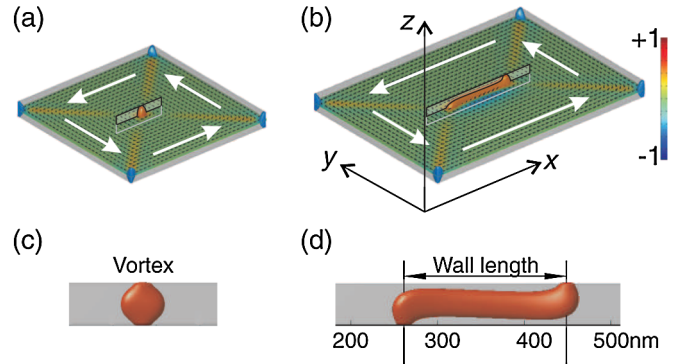 (a)
(b)
z
y
x
+1
-1
(c)
(d)
Vortex
Wall length
200
300
400
500nm